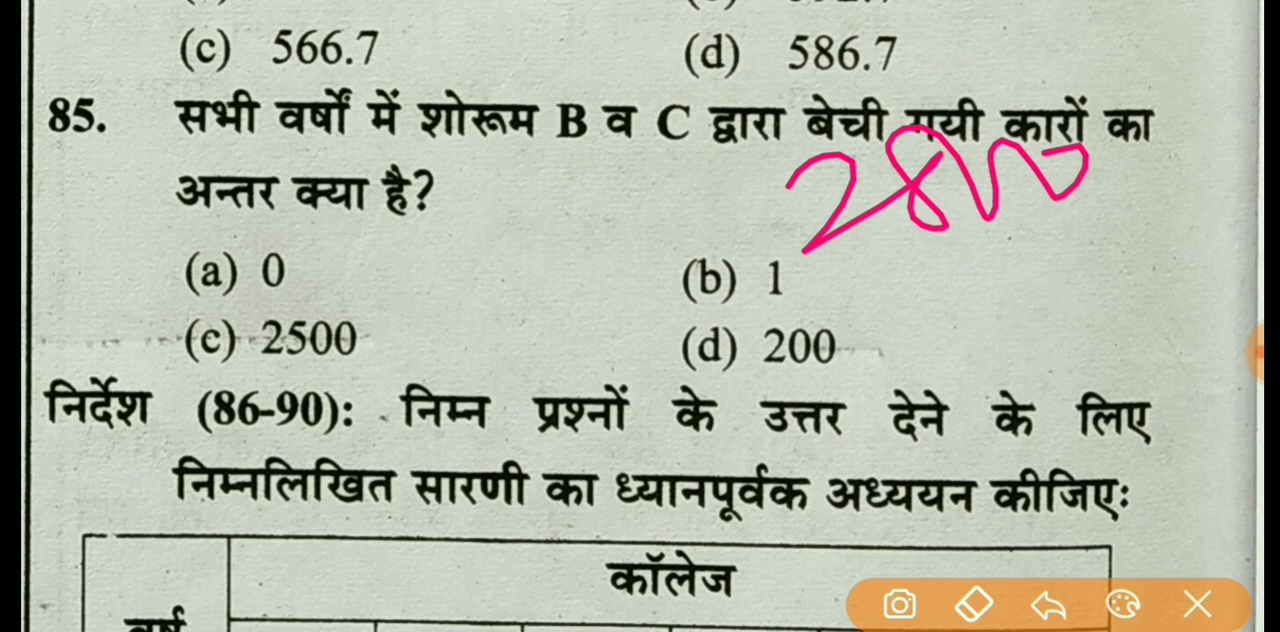 (c) 566.7 (d) 586.7
85. सभी वर्षों में शोरूम B व C द्वारा बेची गयी कारों का
अन्तर क्या है?
(a) 0 (b) 1
(c) 2500 (d) 200
निर्देश (86-90): निम्न प्रश्नों के उत्तर देने के लिए
निम्नलिखित सारणी का ध्यानपूर्वक अध्ययन कीजिएः
कॉलेज
वर्ष